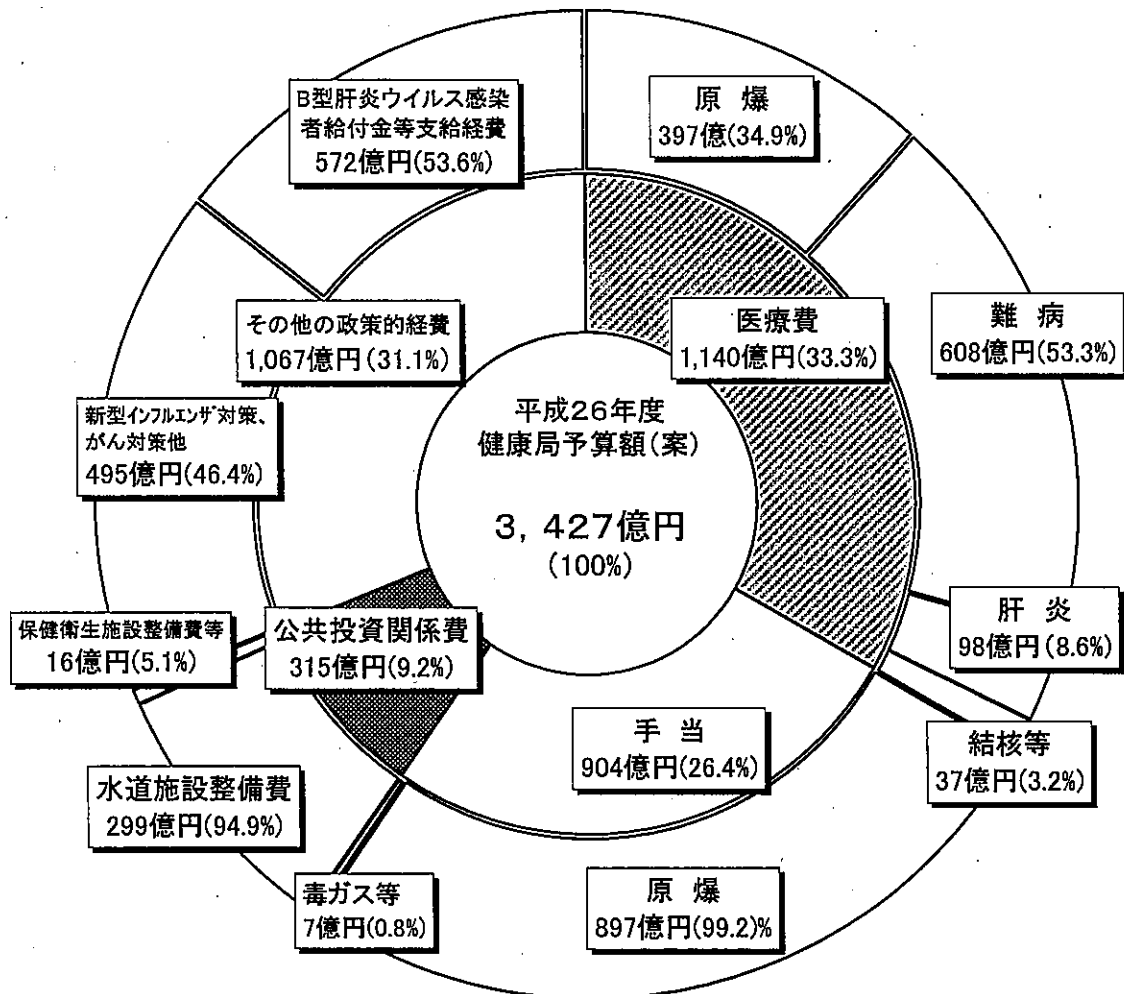 B型肝炎ウイルス感染
者給付金等支給経費
572億円(53.6%)
原 爆
397億(34.9%)
その他の政策的経費
1,067億円(31.1%)
医療費
1,140億円(33.3%)
難 病
608億円(53.3%)
新型インフルエンザ対策、
がん対策他
495億円(46.4%)
平成26年度
健康局予算額(案)
3,427億円
(100%)
保健衛生施設整備費等
16億円(5.1%)
公共投資関係費
315億円(9.2%)
肝 炎
98億円(8.6%)
手 当
904億円(26.4%)
結核等
37億円(3.2%)
水道施設整備費
299億円(94.9%)
毒ガス等
7億円(0.8%)
原 爆
897億円(99.2)%